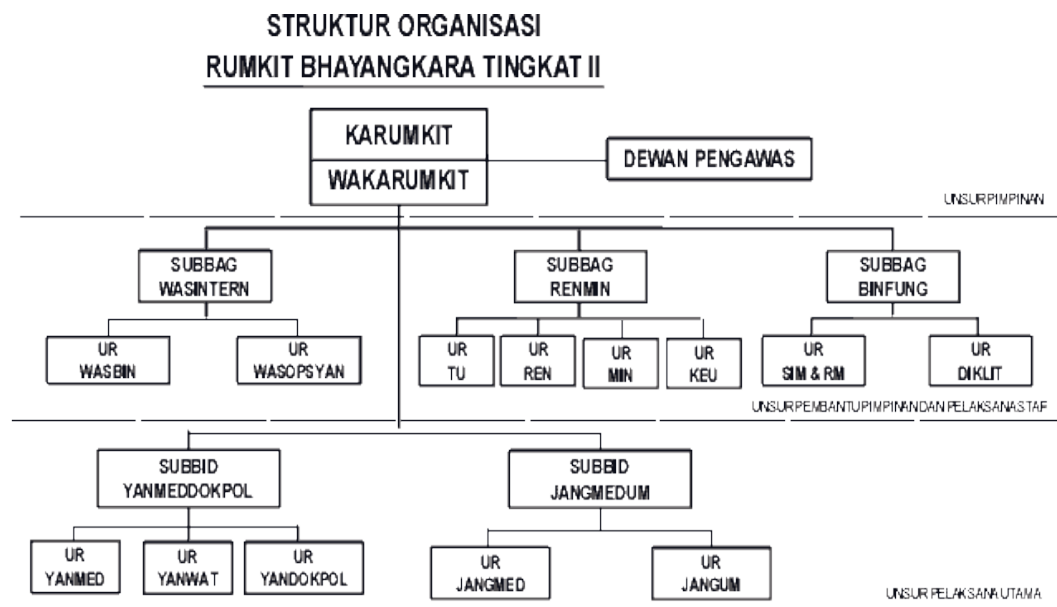 STRUKTUR ORGANISASI
RUMKIT BHAYANGKARA TINGKAT II
KARUMKIT
WAKARUMKIT
DEWAN PENGAWAS
UNSUR PIMPINAN
SUBBAG
WASINTERN
SUBBAG
RENMIN
SUBBAG
BINFUNG
UR
WASBIN
UR
WASOPSYAN
UR
TU
UR
REN
UR
MIN
UR
KEU
UR
SIM & RM
UR
DIKLIT
UNSUR PEMBANTU PIMPINAN DAN PELAKSANA STAF
SUBBID
YANMEDDOKPOL
SUBBID
JANGMEDUM
UR
YANMED
UR
YANWAT
UR
YANDOKPOL
UR
JANGMED
UR
JANGUM
UNSUR PELAKSANA UTAMA